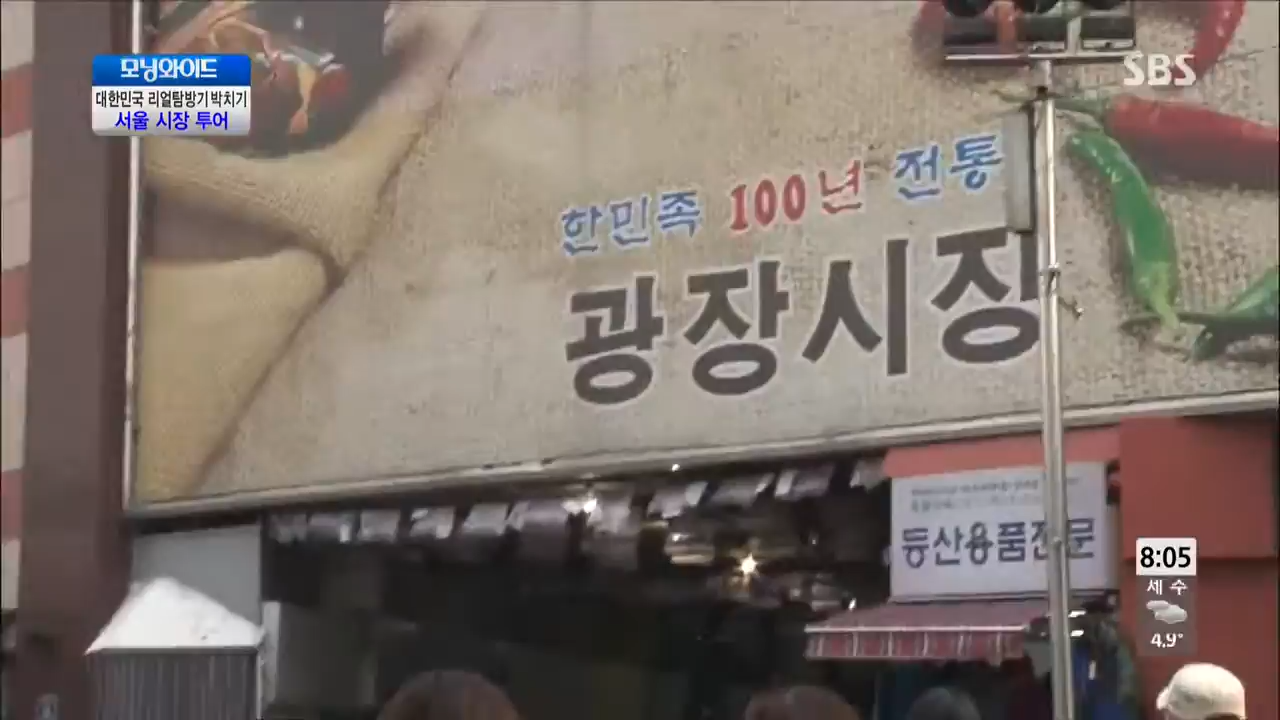 모닝와이드
대한민국 리얼탐방기 박치기
서울 시장 투어
SBS
한민족 100년 전통
광장시장
등산용품전문
8:05
세 수
4.9°